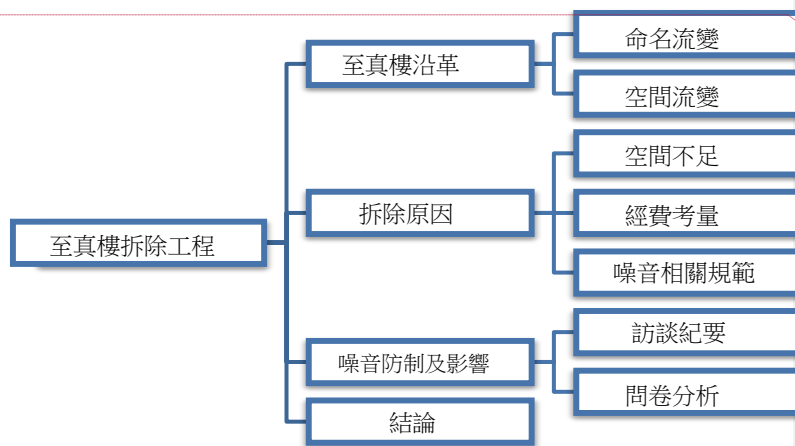 至真樓拆除工程
至真樓沿革
命名流變
空間流變
拆除原因
空間不足
經費考量
噪音相關規範
噪音防制及影響
訪談紀要
問卷分析
結論